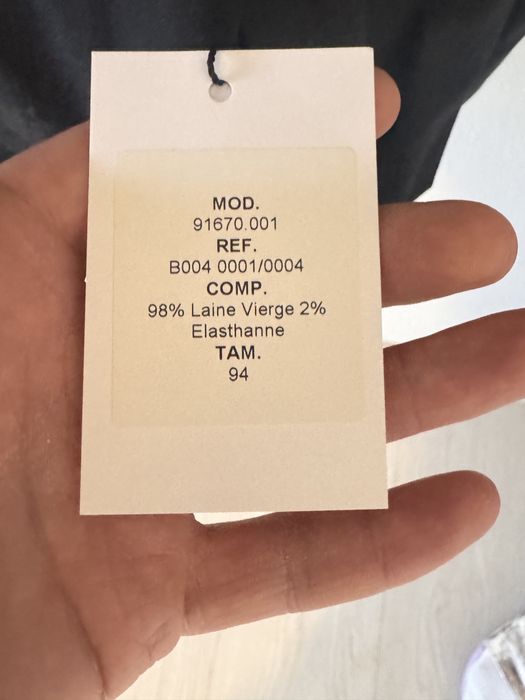 MOD.
91670.001
REF.
B004 0001/0004
COMP.
98% Laine Vierge 2%
Elasthanne
TAM.
94